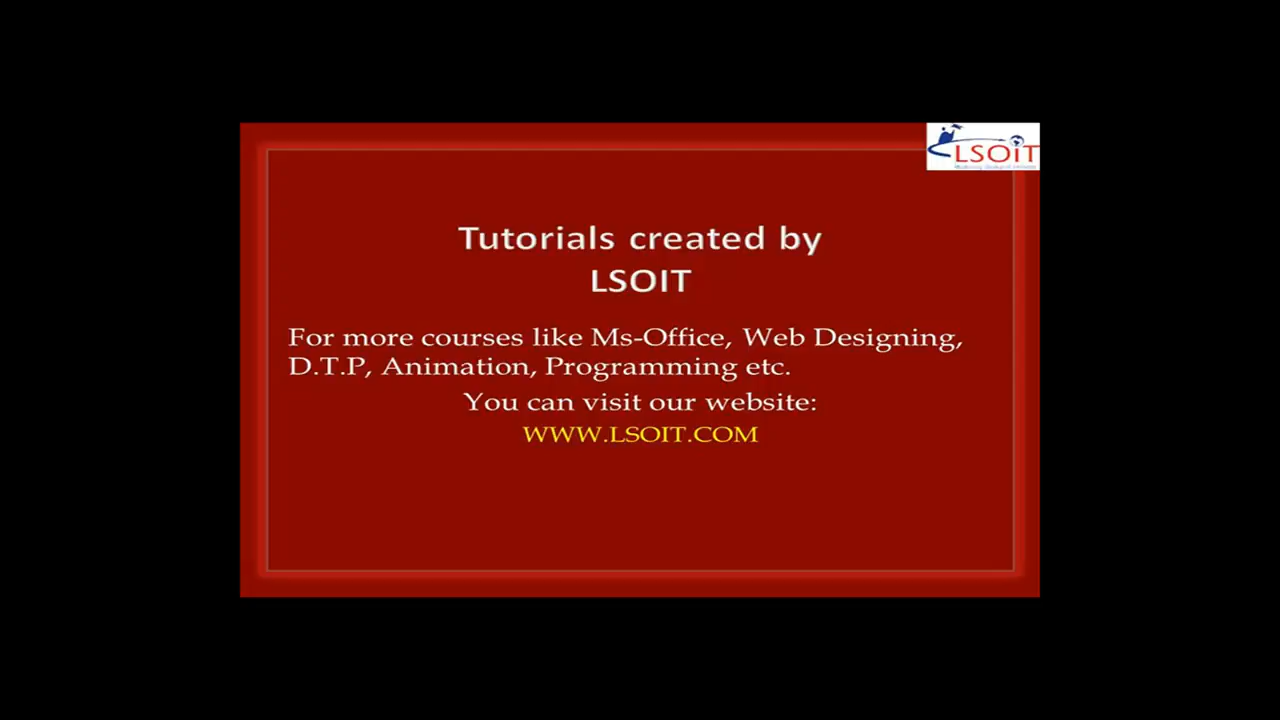 LSOiT
Tutorials created by
LSOIT
For more courses like Ms-Office, Web Designing,
D.T.P, Animation, Programming etc.
You can visit our website:
WWW.LSOIT.COM